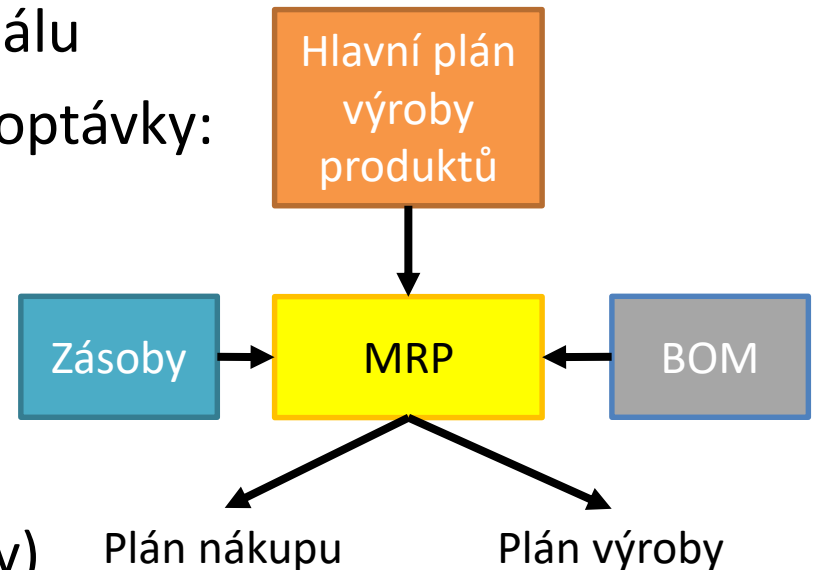 álu
optávky:
Hlavní plán
výroby
produktů
Zásoby
MRP
BOM
y)
Plán nákupu
Plán výroby